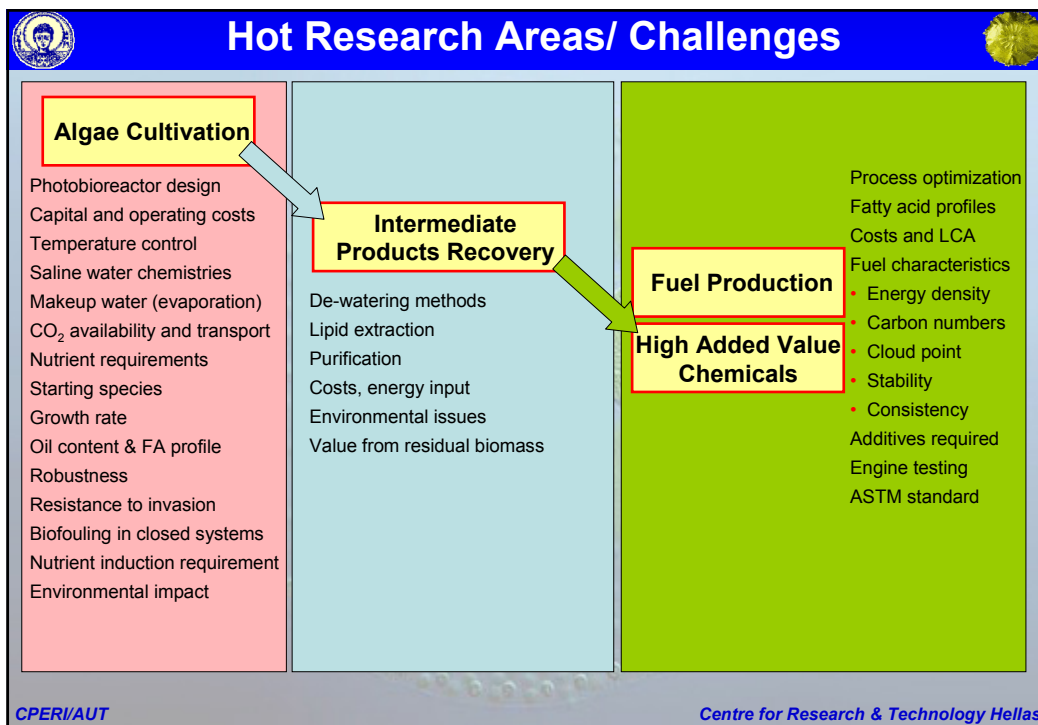 Hot Research Areas/ Challenges
Algae Cultivation
Photobioreactor design
Capital and operating costs
Temperature control
Saline water chemistries
Makeup water (evaporation)
CO₂ availability and transport
Nutrient requirements
Starting species
Growth rate
Oil content & FA profile
Robustness
Resistance to invasion
Biofouling in closed systems
Nutrient induction requirement
Environmental impact
Intermediate
Products Recovery
De-watering methods
Lipid extraction
Purification
Costs, energy input
Environmental issues
Value from residual biomass
Fuel Production
High Added Value
Chemicals
Process optimization
Fatty acid profiles
Costs and LCA
Fuel characteristics
• Energy density
• Carbon numbers
• Cloud point
• Stability
• Consistency
Additives required
Engine testing
ASTM standard
CPERI/AUT
Centre for Research & Technology Hellas